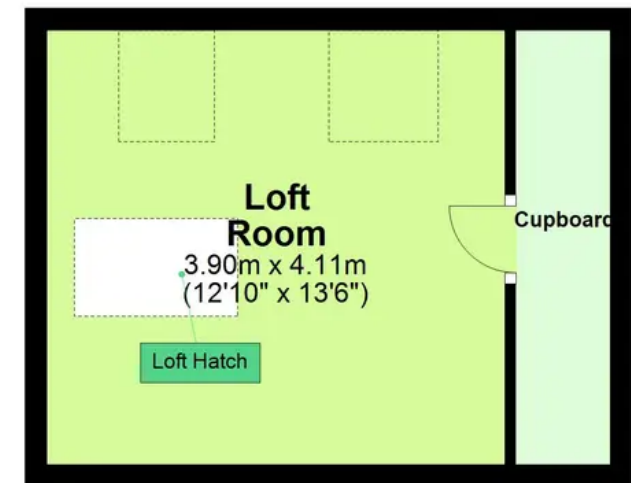 Loft
Room
3.90m x 4.11m
(12'10" x 13'6")
Cupboard
Loft Hatch